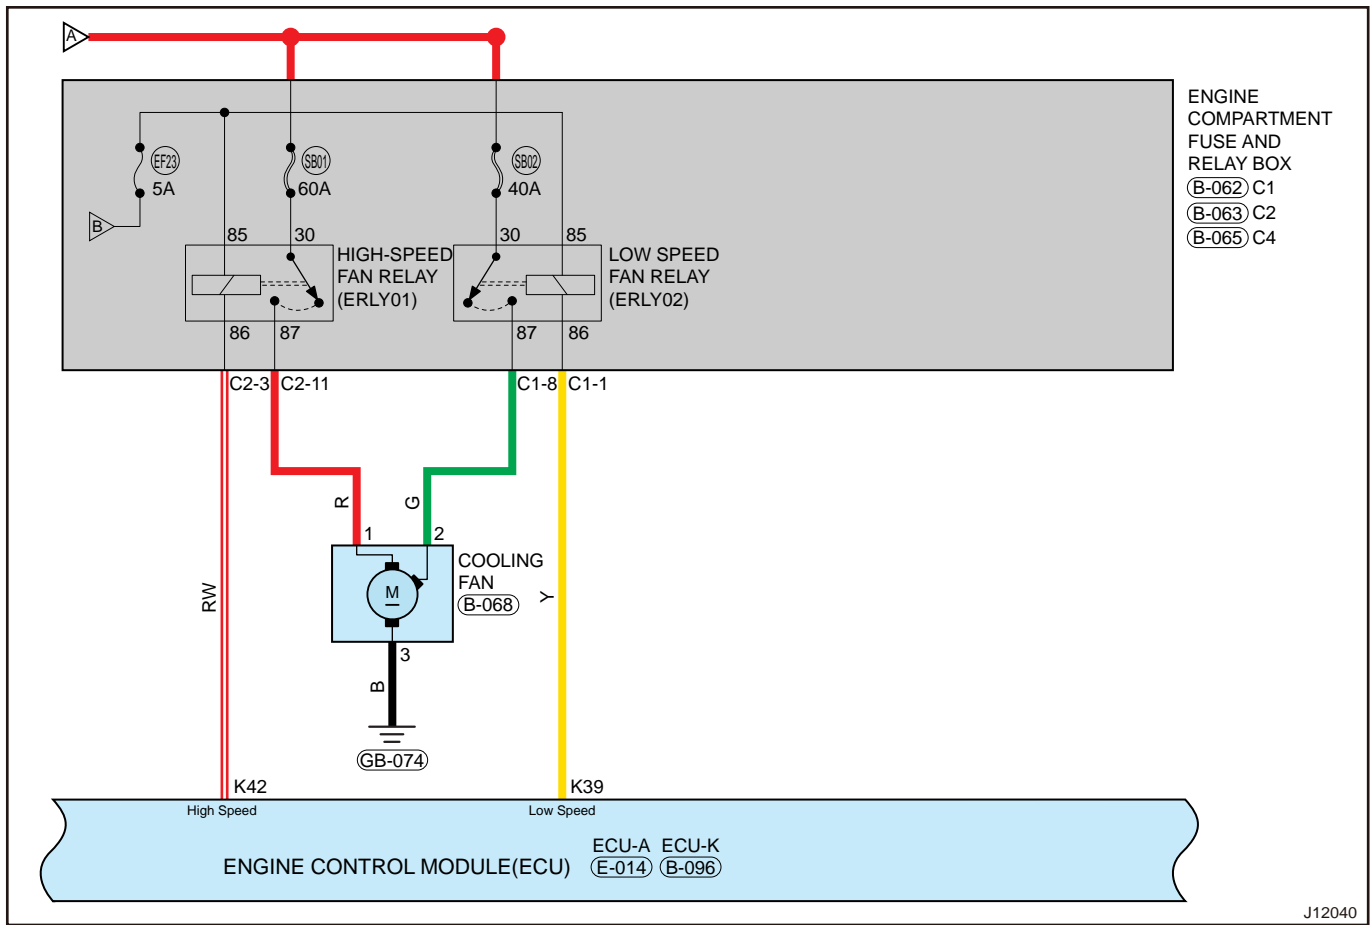 A
ENGINE
COMPARTMENT
FUSE AND
RELAY BOX
B-062 C1
B-063 C2
B-065 C4
EF23
5A
SB01
60A
SB02
40A
B
85 30
HIGH-SPEED
FAN RELAY
(ERLY01)
86 87
30 85
LOW SPEED
FAN RELAY
(ERLY02)
87 86
C2-3 C2-11
C1-8 C1-1
R
G
1 2
COOLING
FAN
B-068
M
RW
Y
3
B
GB-074
K42
K39
High Speed
Low Speed
ENGINE CONTROL MODULE(ECU)
ECU-A ECU-K
E-014 B-096
J12040